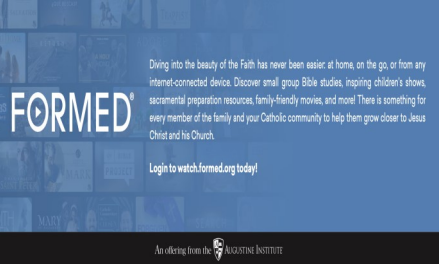 Diving into the beauty of the Faith has never been easier. at home, on the go, or from any
internet-connected device. Discover small group Bible studies, inspiring children's shows,
sacramental preparation resources, family-friendly movies, and more! There is something for
every member of the family and your Catholic community to help them grow closer to Jesus
Christ and his Church.
FORMED®
Login to watch.formed.org today!
MARY
An offering from the AUGUSTINE INSTITUTE